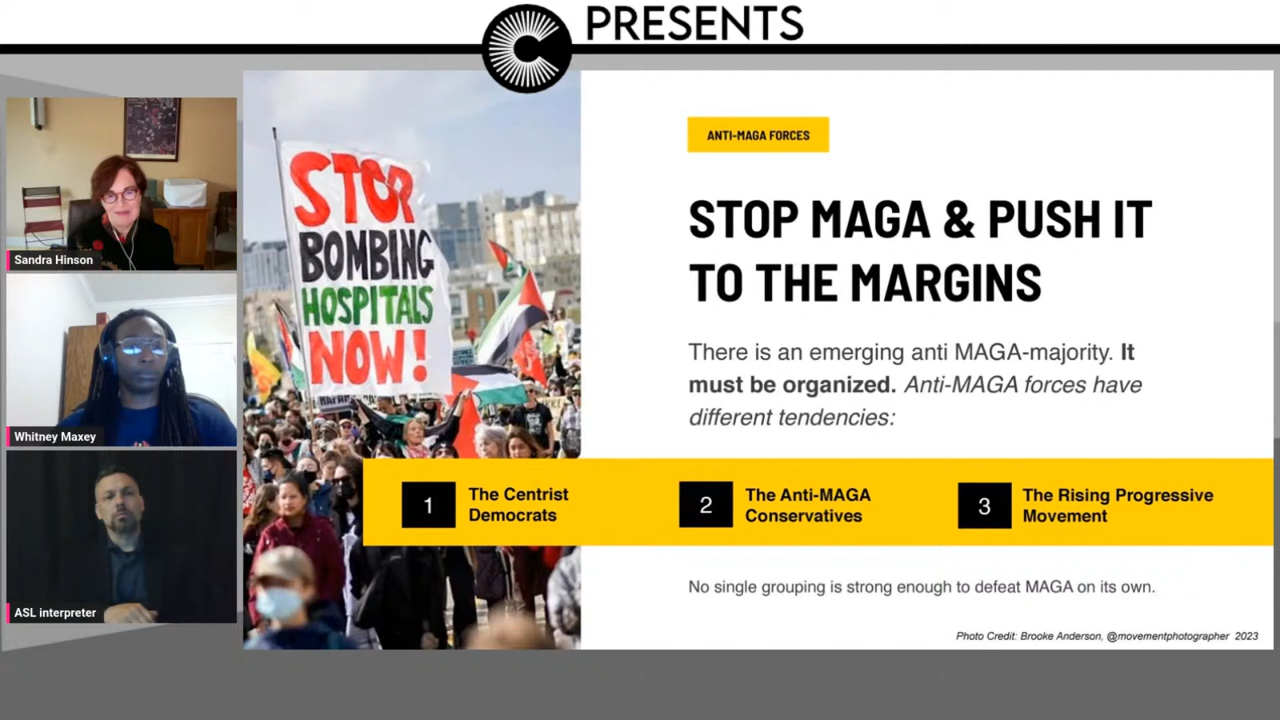 PRESENTS
Sandra Hinson
Whitney Maxey
ASL interpreter
STOP
BOMBING
HOSPITALS
NOW!
ANTI-MAGA FORCES
STOP MAGA & PUSH IT
TO THE MARGINS
There is an emerging anti MAGA-majority. It
must be organized. Anti-MAGA forces have
different tendencies:
1 The Centrist
Democrats
2 The Anti-MAGA
Conservatives
3 The Rising Progressive
Movement
No single grouping is strong enough to defeat MAGA on its own.
Photo Credit: Brooke Anderson, @movementphotographer 2023